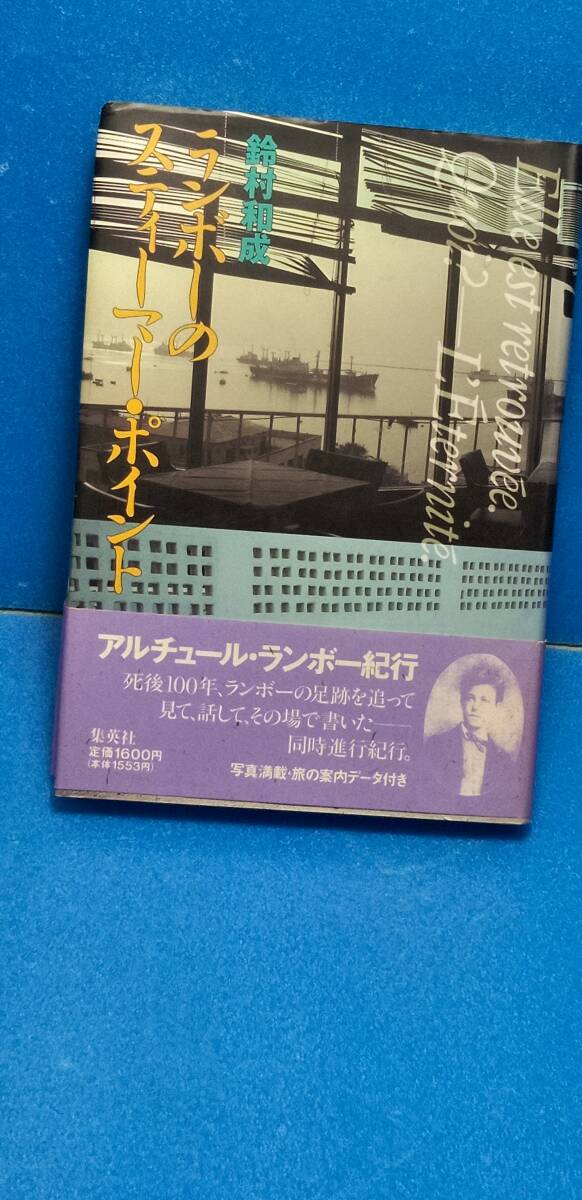 鈴村和成
ランボーの
スティーマー・ポイント
Elle est retrouvée.
Quoi? — L'Éternité.
アルチュール・ランボー紀行
死後100年、ランボーの足跡を追って
見て、話して、その場で書いた――
同時進行紀行。
写真満載・旅の案内データ付き
集英社
定価1600円
(本体1553円)